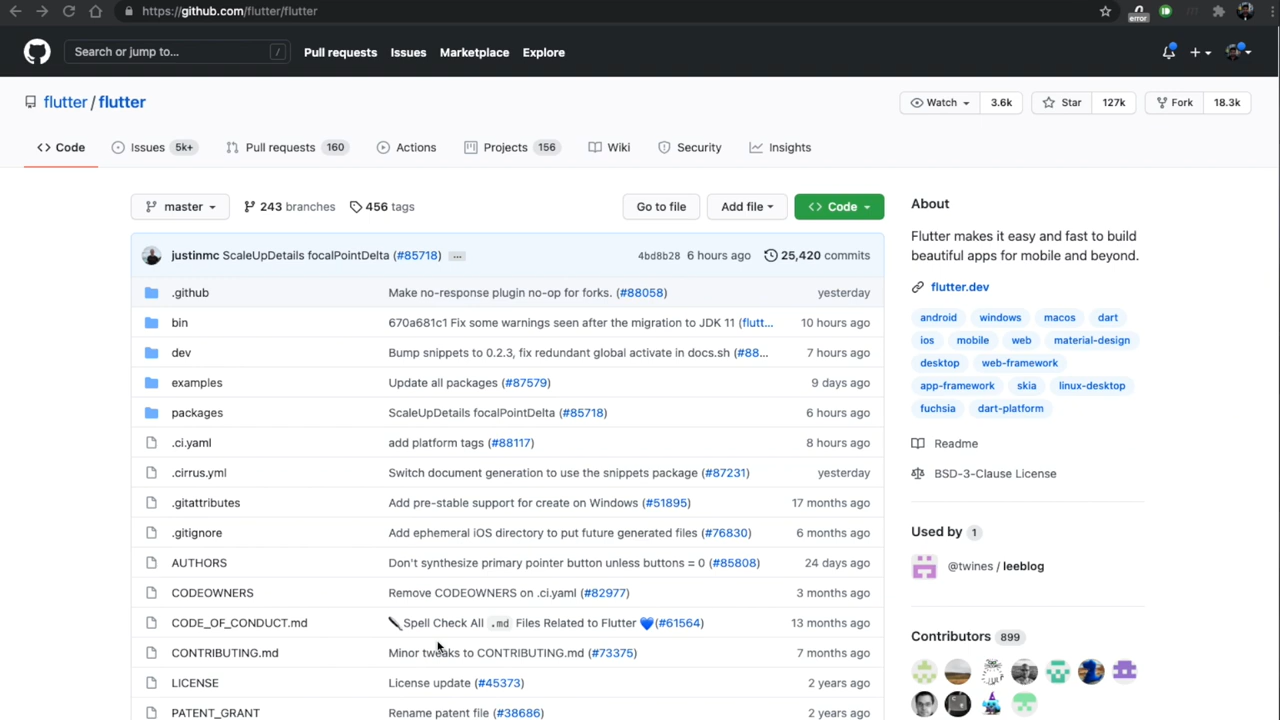 https://github.com/flutter/flutter
error
Search or jump to... /
Pull requests Issues Marketplace Explore
flutter / flutter
Watch 3.6k Star 127k Fork 18.3k
Code Issues 5k+ Pull requests 160 Actions Projects 156 Wiki Security Insights
master 243 branches 456 tags Go to file Add file Code
justinmc ScaleUpDetails focalPointDelta (#85718) ... 4bd8b28 6 hours ago 25,420 commits
.github Make no-response plugin no-op for forks. (#88058) yesterday
bin 670a681c1 Fix some warnings seen after the migration to JDK 11 (flutt... 10 hours ago
dev Bump snippets to 0.2.3, fix redundant global activate in docs.sh (#88... 7 hours ago
examples Update all packages (#87579) 9 days ago
packages ScaleUpDetails focalPointDelta (#85718) 6 hours ago
.ci.yaml add platform tags (#88117) 8 hours ago
.cirrus.yml Switch document generation to use the snippets package (#87231) yesterday
.gitattributes Add pre-stable support for create on Windows (#51895) 17 months ago
.gitignore Add ephemeral iOS directory to put future generated files (#76830) 6 months ago
AUTHORS Don't synthesize primary pointer button unless buttons = 0 (#85808) 24 days ago
CODEOWNERS Remove CODEOWNERS on .ci.yaml (#82977) 3 months ago
CODE_OF_CONDUCT.md Spell Check All .md Files Related to Flutter 💙(#61564) 13 months ago
CONTRIBUTING.md Minor tweaks to CONTRIBUTING.md (#73375) 7 months ago
LICENSE License update (#45373) 2 years ago
PATENT_GRANT Rename patent file (#38686) 2 years ago
About
Flutter makes it easy and fast to build
beautiful apps for mobile and beyond.
flutter.dev
android windows macos dart
ios mobile web material-design
desktop web-framework
app-framework skia linux-desktop
fuchsia dart-platform
Readme
BSD-3-Clause License
Used by 1
@twines / leeblog
Contributors 899